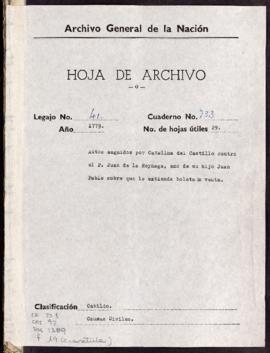 Archivo General de la Nación
HOJA DE ARCHIVO
—o—
Legajo No. 41. Cuaderno No. 733
Año 1779. No. de hojas útiles 29.
Autos seguidos por Catalina del Castillo contra
el P. Juan de la Reynaga, amo de su hijo Juan
Pablo sobre que le extienda boleta de venta.
Clasificación Cabildo.
Causas Civiles.